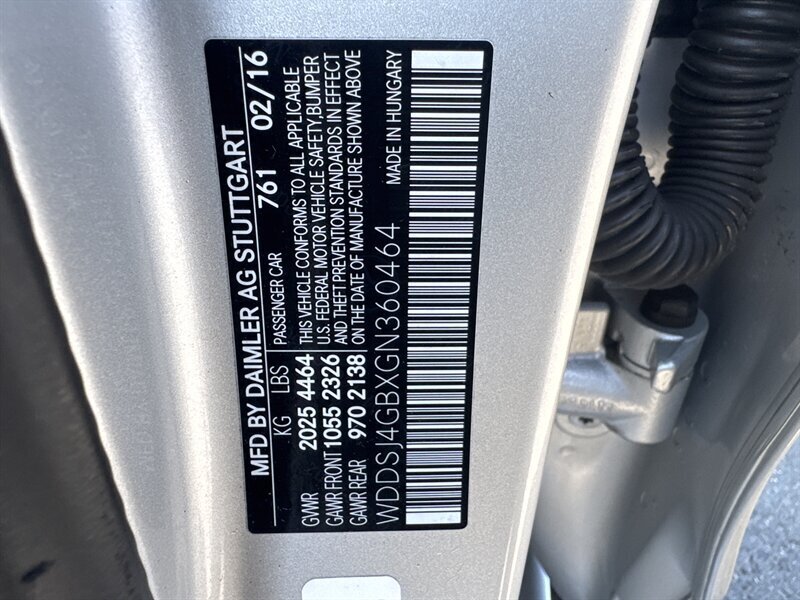 MFD BY DAIMLER AG STUTTGART
KG LBS 761 02/16
PASSENGER CAR
GVWR 2025 4464
GAWR FRONT 1055 2326
GAWR REAR 970 2138
THIS VEHICLE CONFORMS TO ALL APPLICABLE
U.S. FEDERAL MOTOR VEHICLE SAFETY, BUMPER
AND THEFT PREVENTION STANDARDS IN EFFECT
ON THE DATE OF MANUFACTURE SHOWN ABOVE
WDDSJ4GBXGN360464 MADE IN HUNGARY